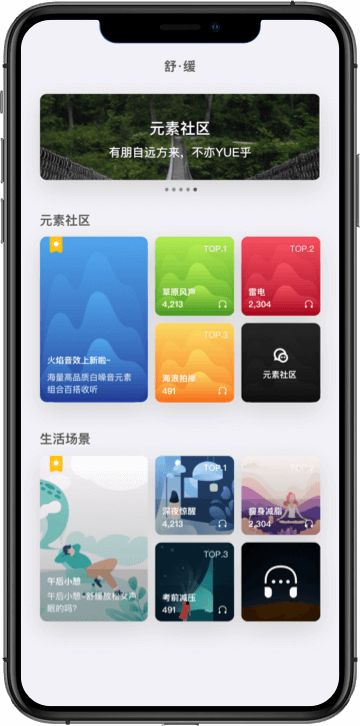 舒·缓
元素社区
有朋自远方来，不亦YUE乎
元素社区
火焰音效上新啦~
海量高品质白噪音元素
组合百搭收听
TOP.1
草原风声
4,213
TOP.2
雷电
2,304
TOP.3
海浪拍岸
491
元素社区
生活场景
午后小憩
午后小憩-舒缓放松女声
眠的吗?
TOP.1
深夜惊醒
4,213
TOP.2
瘦身减脂
2,304
TOP.3
考前减压
491